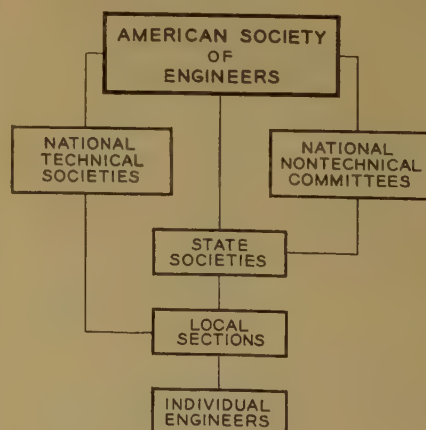 AMERICAN SOCIETY
OF
ENGINEERS
NATIONAL
TECHNICAL
SOCIETIES
NATIONAL
NONTECHNICAL
COMMITTEES
STATE
SOCIETIES
LOCAL
SECTIONS
INDIVIDUAL
ENGINEERS